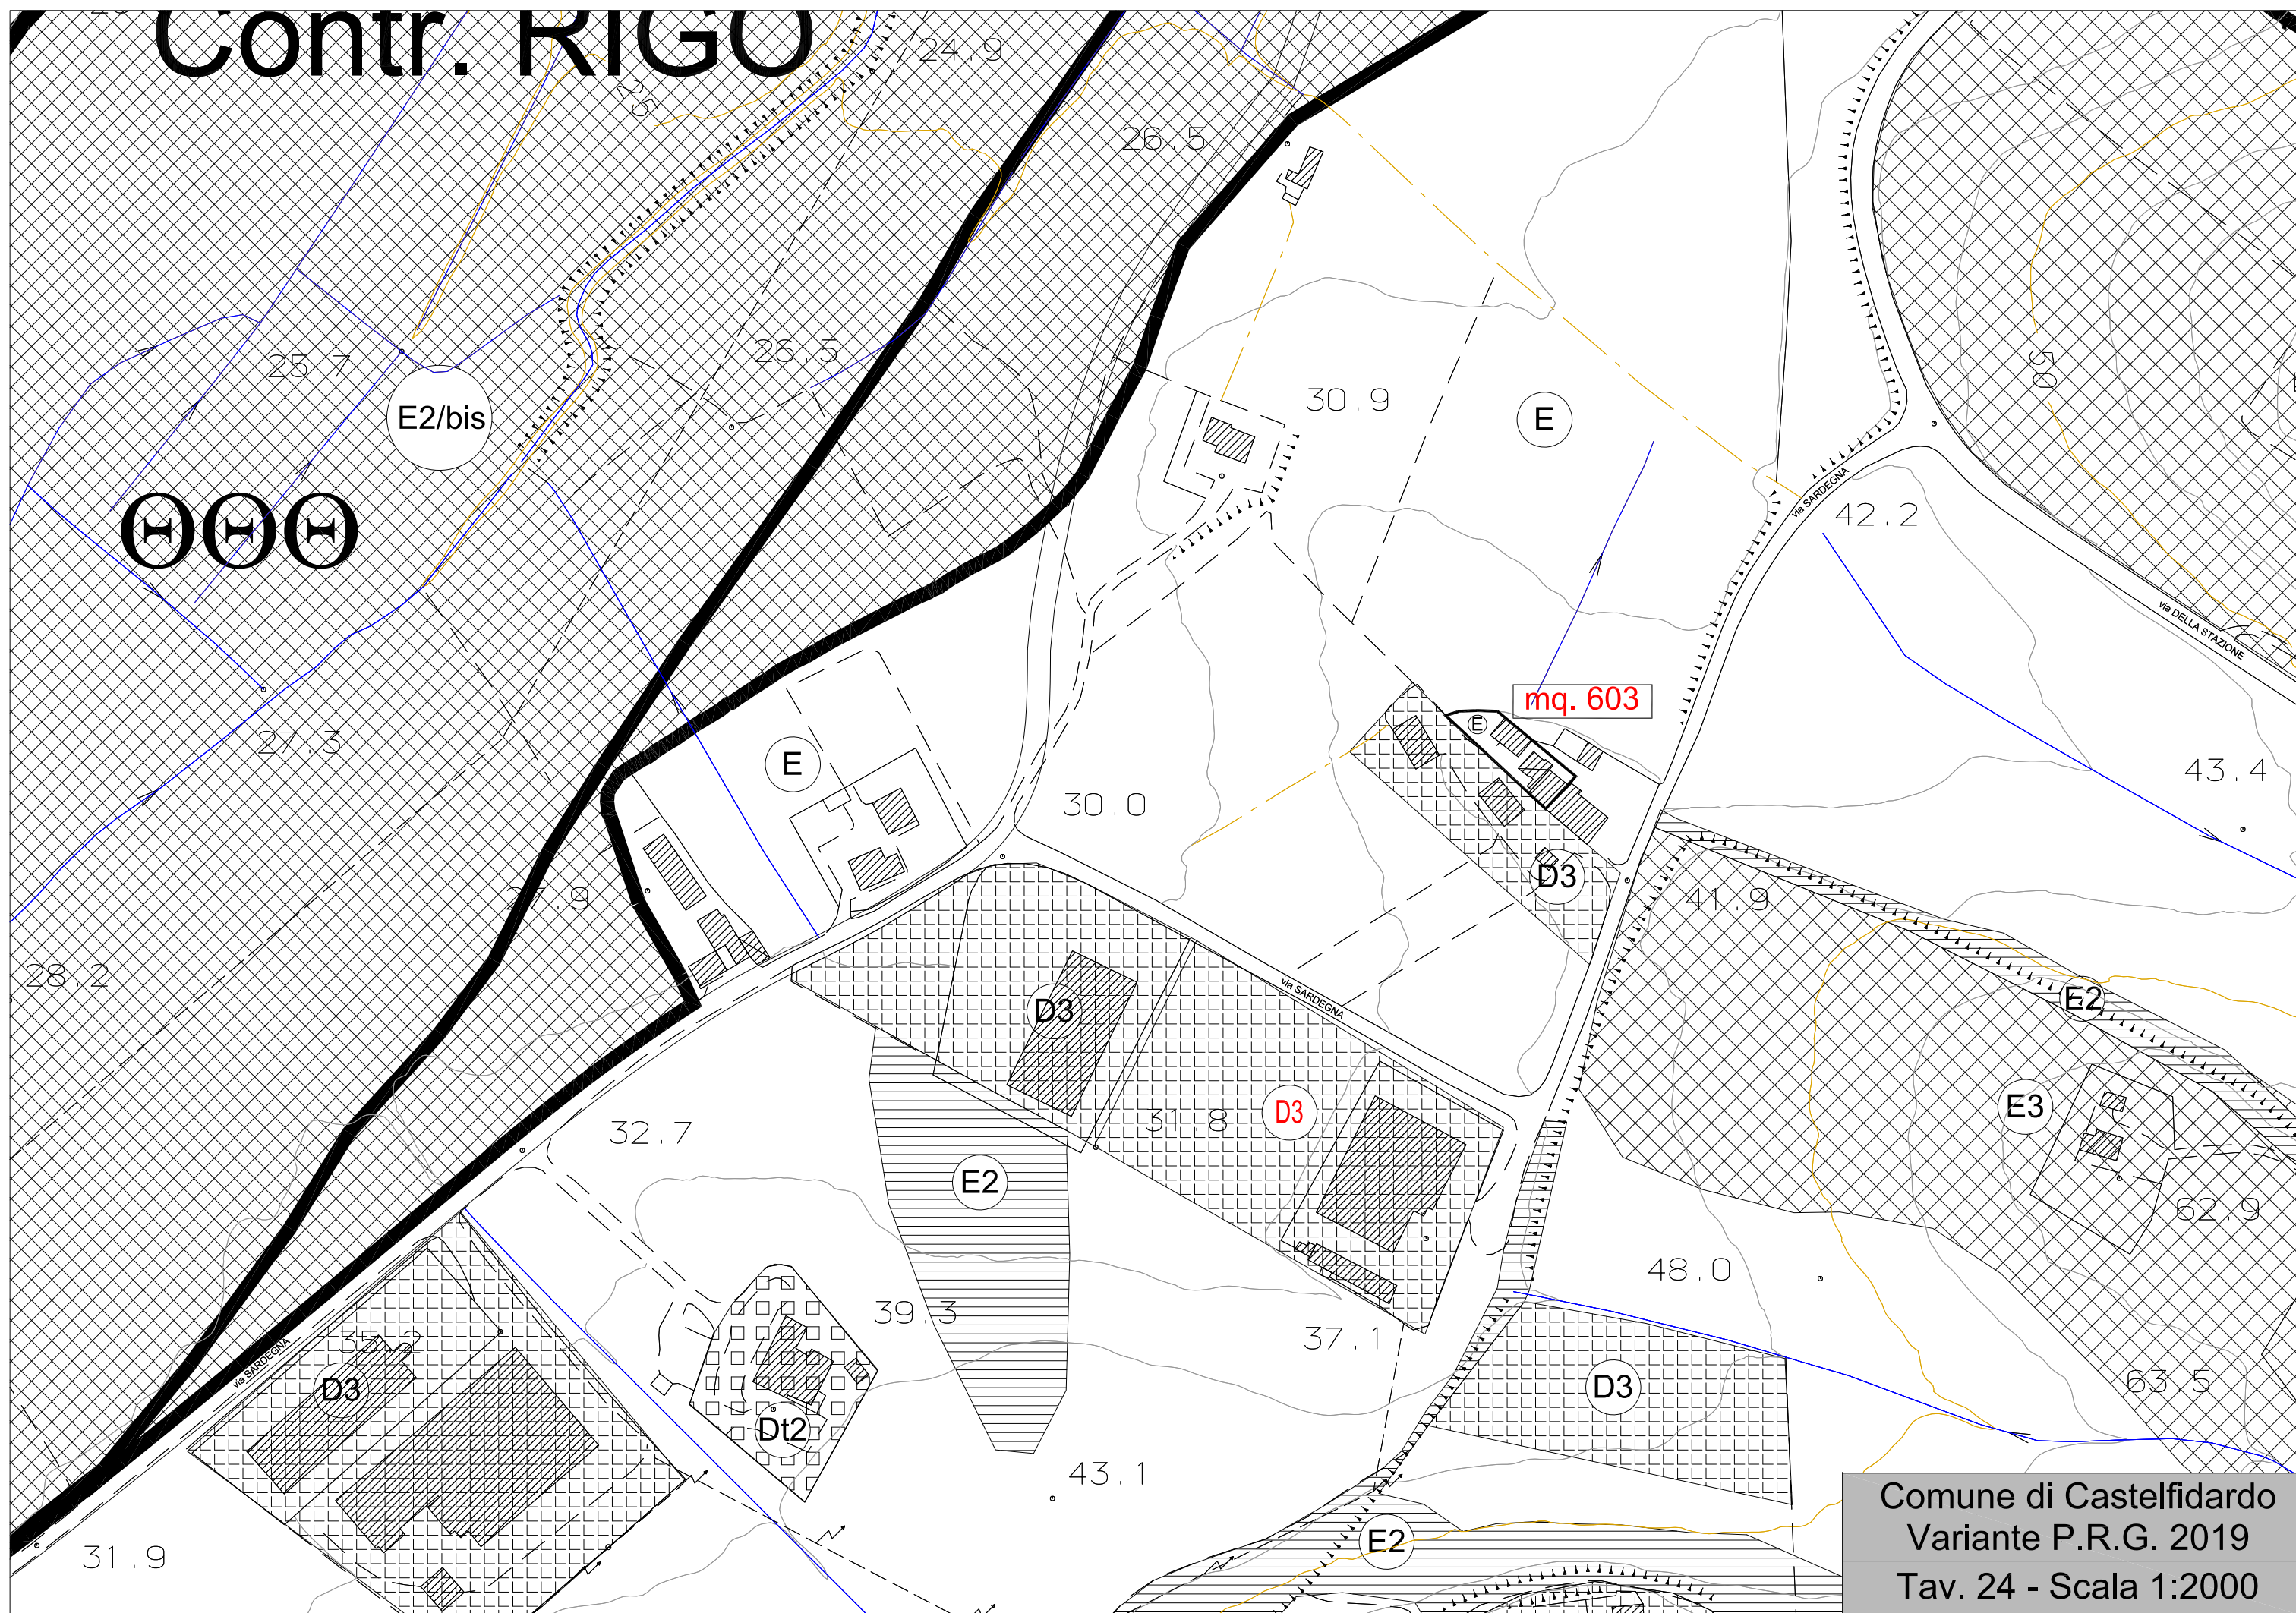 Contr. RIGO
24.9
25
26.5
25.7
26.5
E2/bis
ΘΘΘ
30.9
E
50
via SARDEGNA
42.2
via DELLA STAZIONE
27.3
E
mq. 603
E
30.0
43.4
D3
27.9
41.9
28.2
via SARDEGNA
D3
E2
32.7
31.8
D3
E3
E2
62.9
48.0
39.3
37.1
35.2
via SARDEGNA
D3
D3
63.5
Dt2
43.1
31.9
E2
Comune di Castelfidardo
Variante P.R.G. 2019
Tav. 24 - Scala 1:2000